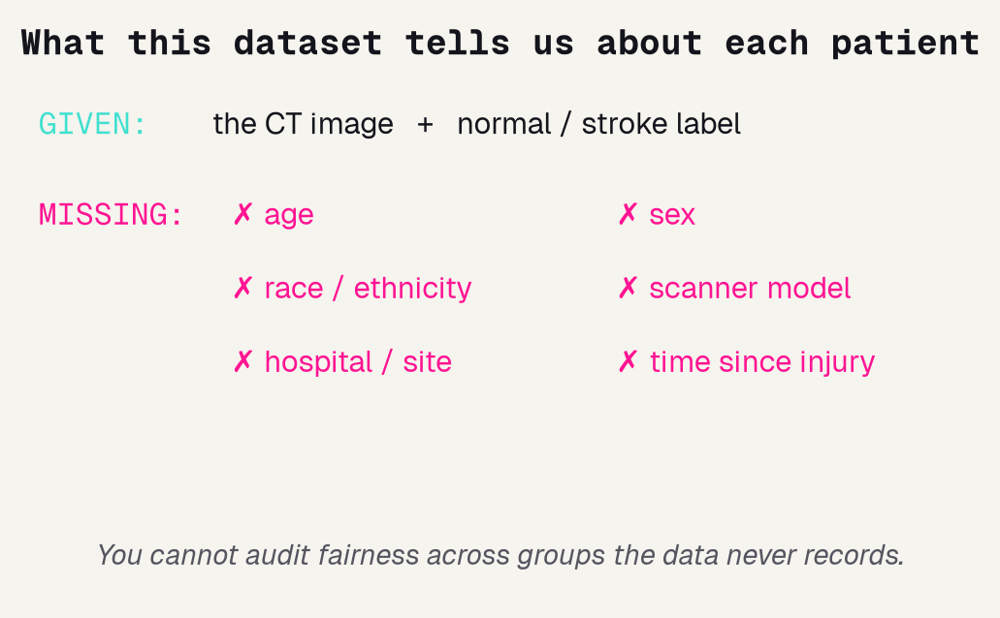 What this dataset tells us about each patient
GIVEN: the CT image + normal / stroke label
MISSING: ✗ age ✗ sex
✗ race / ethnicity ✗ scanner model
✗ hospital / site ✗ time since injury
You cannot audit fairness across groups the data never records.